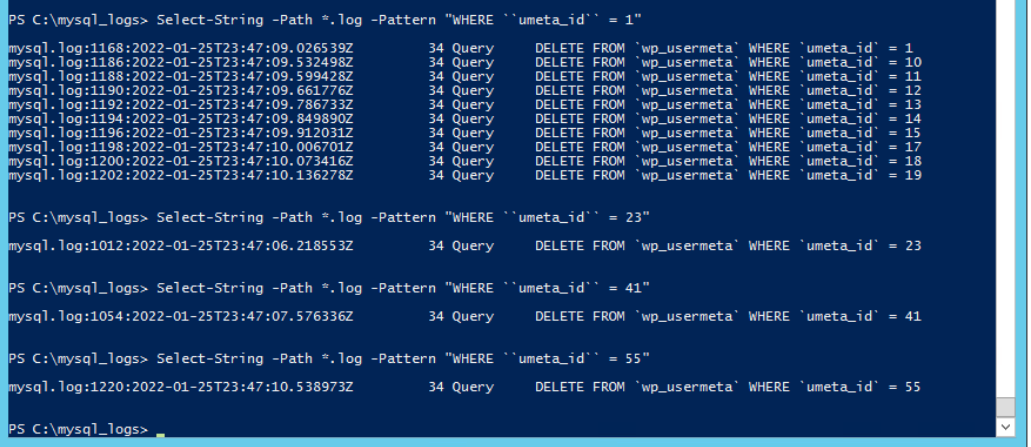 PS C:\mysql_logs> Select-String -Path *.log -Pattern "WHERE ``umeta_id`` = 1"
mysql.log:1168:2022-01-25T23:47:09.026539Z 34 Query DELETE FROM `wp_usermeta` WHERE `umeta_id` = 1
mysql.log:1186:2022-01-25T23:47:09.532498Z 34 Query DELETE FROM `wp_usermeta` WHERE `umeta_id` = 10
mysql.log:1188:2022-01-25T23:47:09.599428Z 34 Query DELETE FROM `wp_usermeta` WHERE `umeta_id` = 11
mysql.log:1190:2022-01-25T23:47:09.661776Z 34 Query DELETE FROM `wp_usermeta` WHERE `umeta_id` = 12
mysql.log:1192:2022-01-25T23:47:09.786733Z 34 Query DELETE FROM `wp_usermeta` WHERE `umeta_id` = 13
mysql.log:1194:2022-01-25T23:47:09.849890Z 34 Query DELETE FROM `wp_usermeta` WHERE `umeta_id` = 14
mysql.log:1196:2022-01-25T23:47:09.912031Z 34 Query DELETE FROM `wp_usermeta` WHERE `umeta_id` = 15
mysql.log:1198:2022-01-25T23:47:10.006701Z 34 Query DELETE FROM `wp_usermeta` WHERE `umeta_id` = 17
mysql.log:1200:2022-01-25T23:47:10.073416Z 34 Query DELETE FROM `wp_usermeta` WHERE `umeta_id` = 18
mysql.log:1202:2022-01-25T23:47:10.136278Z 34 Query DELETE FROM `wp_usermeta` WHERE `umeta_id` = 19
PS C:\mysql_logs> Select-String -Path *.log -Pattern "WHERE ``umeta_id`` = 23"
mysql.log:1012:2022-01-25T23:47:06.218553Z 34 Query DELETE FROM `wp_usermeta` WHERE `umeta_id` = 23
PS C:\mysql_logs> Select-String -Path *.log -Pattern "WHERE ``umeta_id`` = 41"
mysql.log:1054:2022-01-25T23:47:07.576336Z 34 Query DELETE FROM `wp_usermeta` WHERE `umeta_id` = 41
PS C:\mysql_logs> Select-String -Path *.log -Pattern "WHERE ``umeta_id`` = 55"
mysql.log:1220:2022-01-25T23:47:10.538973Z 34 Query DELETE FROM `wp_usermeta` WHERE `umeta_id` = 55
PS C:\mysql_logs>